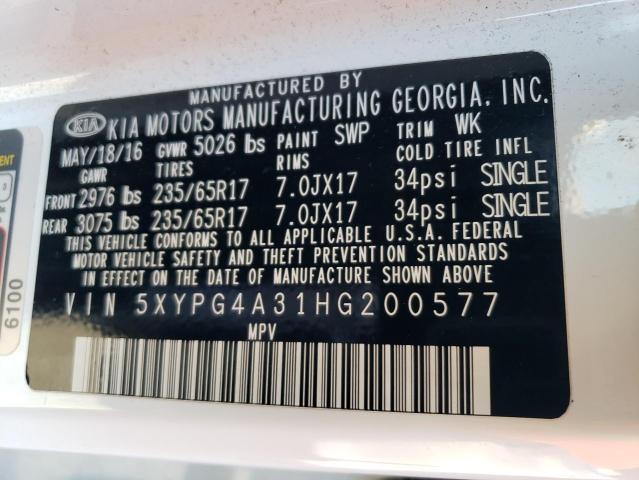 MANUFACTURED BY
KIA KIA MOTORS MANUFACTURING GEORGIA, INC.
MAY/18/16 GVWR 5026 lbs PAINT SWP TRIM WK
GAWR TIRES RIMS COLD TIRE INFL
FRONT 2976 lbs 235/65R17 7.0JX17 34psi SINGLE
REAR 3075 lbs 235/65R17 7.0JX17 34psi SINGLE
THIS VEHICLE CONFORMS TO ALL APPLICABLE U.S.A. FEDERAL
MOTOR VEHICLE SAFETY AND THEFT PREVENTION STANDARDS
IN EFFECT ON THE DATE OF MANUFACTURE SHOWN ABOVE.
VIN 5XYPG4A31HG200577
MPV
6100